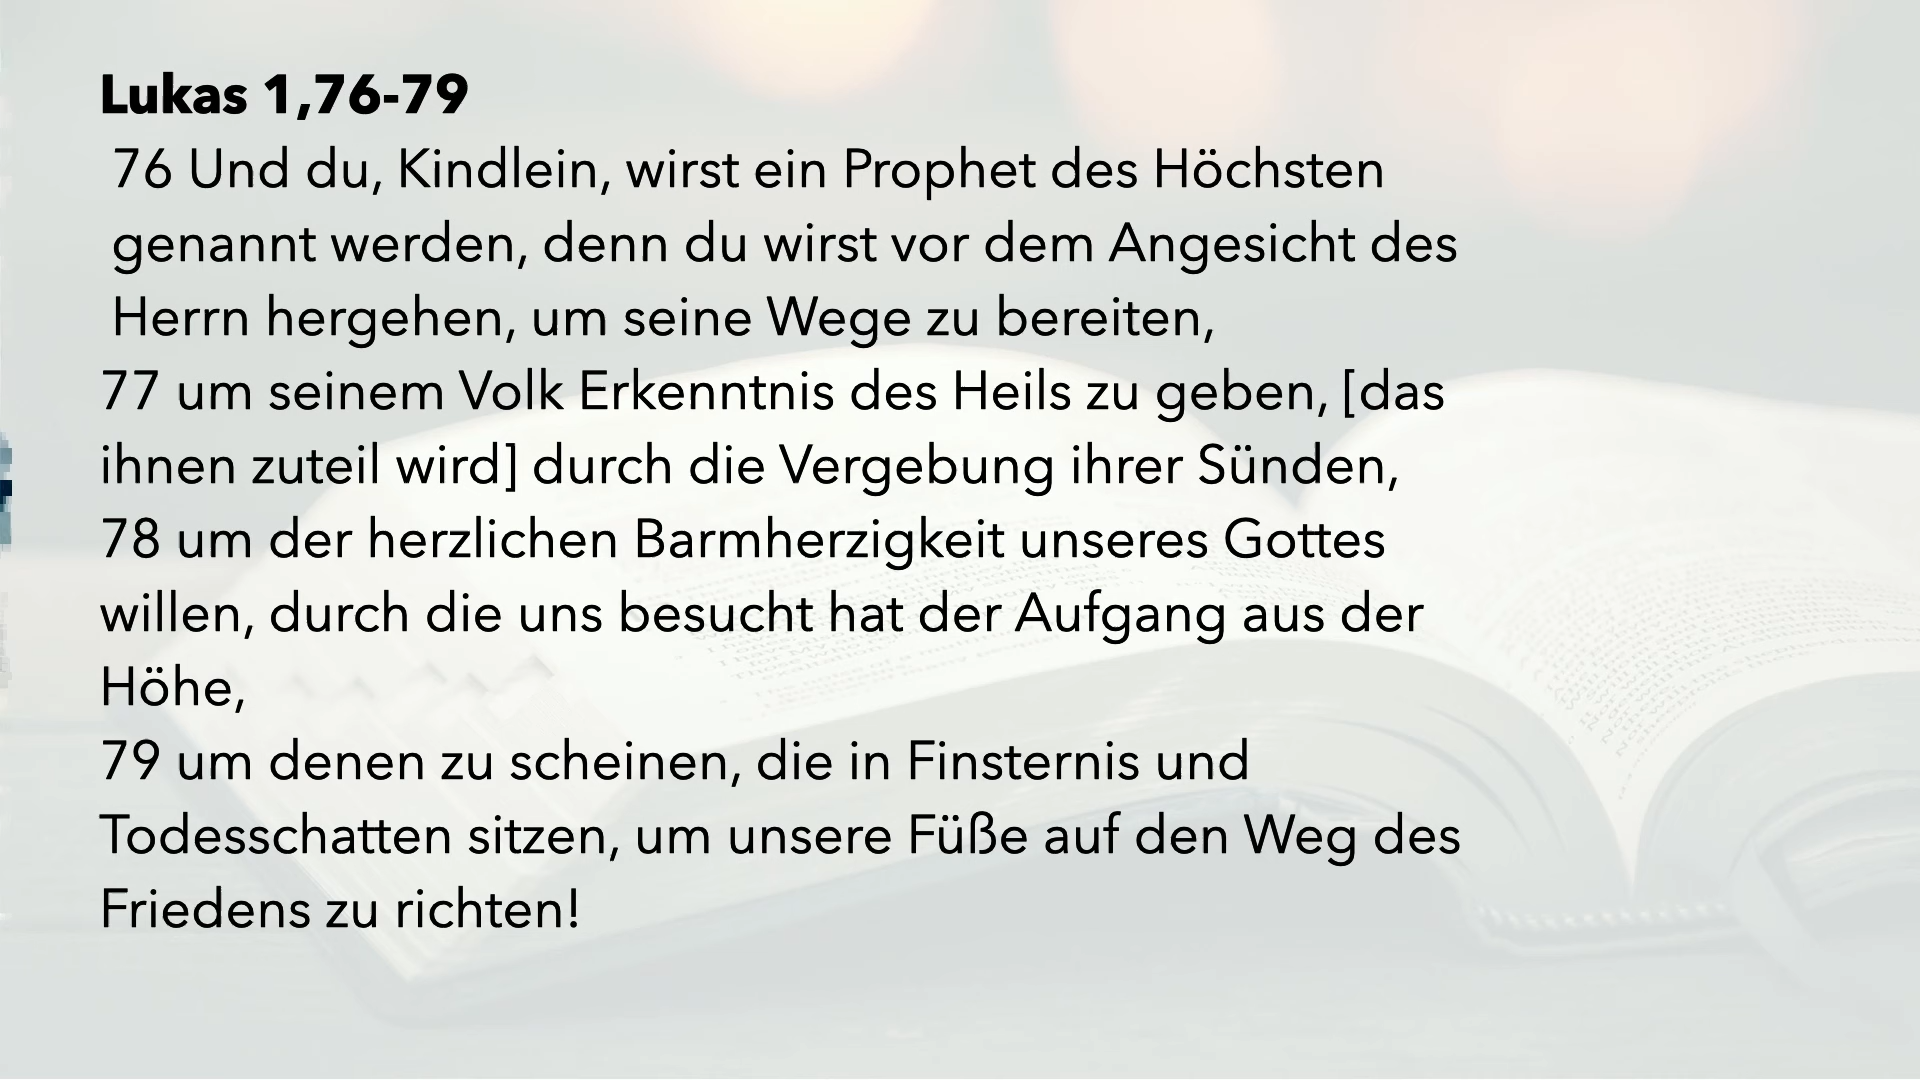 Lukas 1,76-79
76 Und du, Kindlein, wirst ein Prophet des Höchsten
genannt werden, denn du wirst vor dem Angesicht des
Herrn hergehen, um seine Wege zu bereiten,
77 um seinem Volk Erkenntnis des Heils zu geben, [das
ihnen zuteil wird] durch die Vergebung ihrer Sünden,
78 um der herzlichen Barmherzigkeit unseres Gottes
willen, durch die uns besucht hat der Aufgang aus der
Höhe,
79 um denen zu scheinen, die in Finsternis und
Todesschatten sitzen, um unsere Füße auf den Weg des
Friedens zu richten!